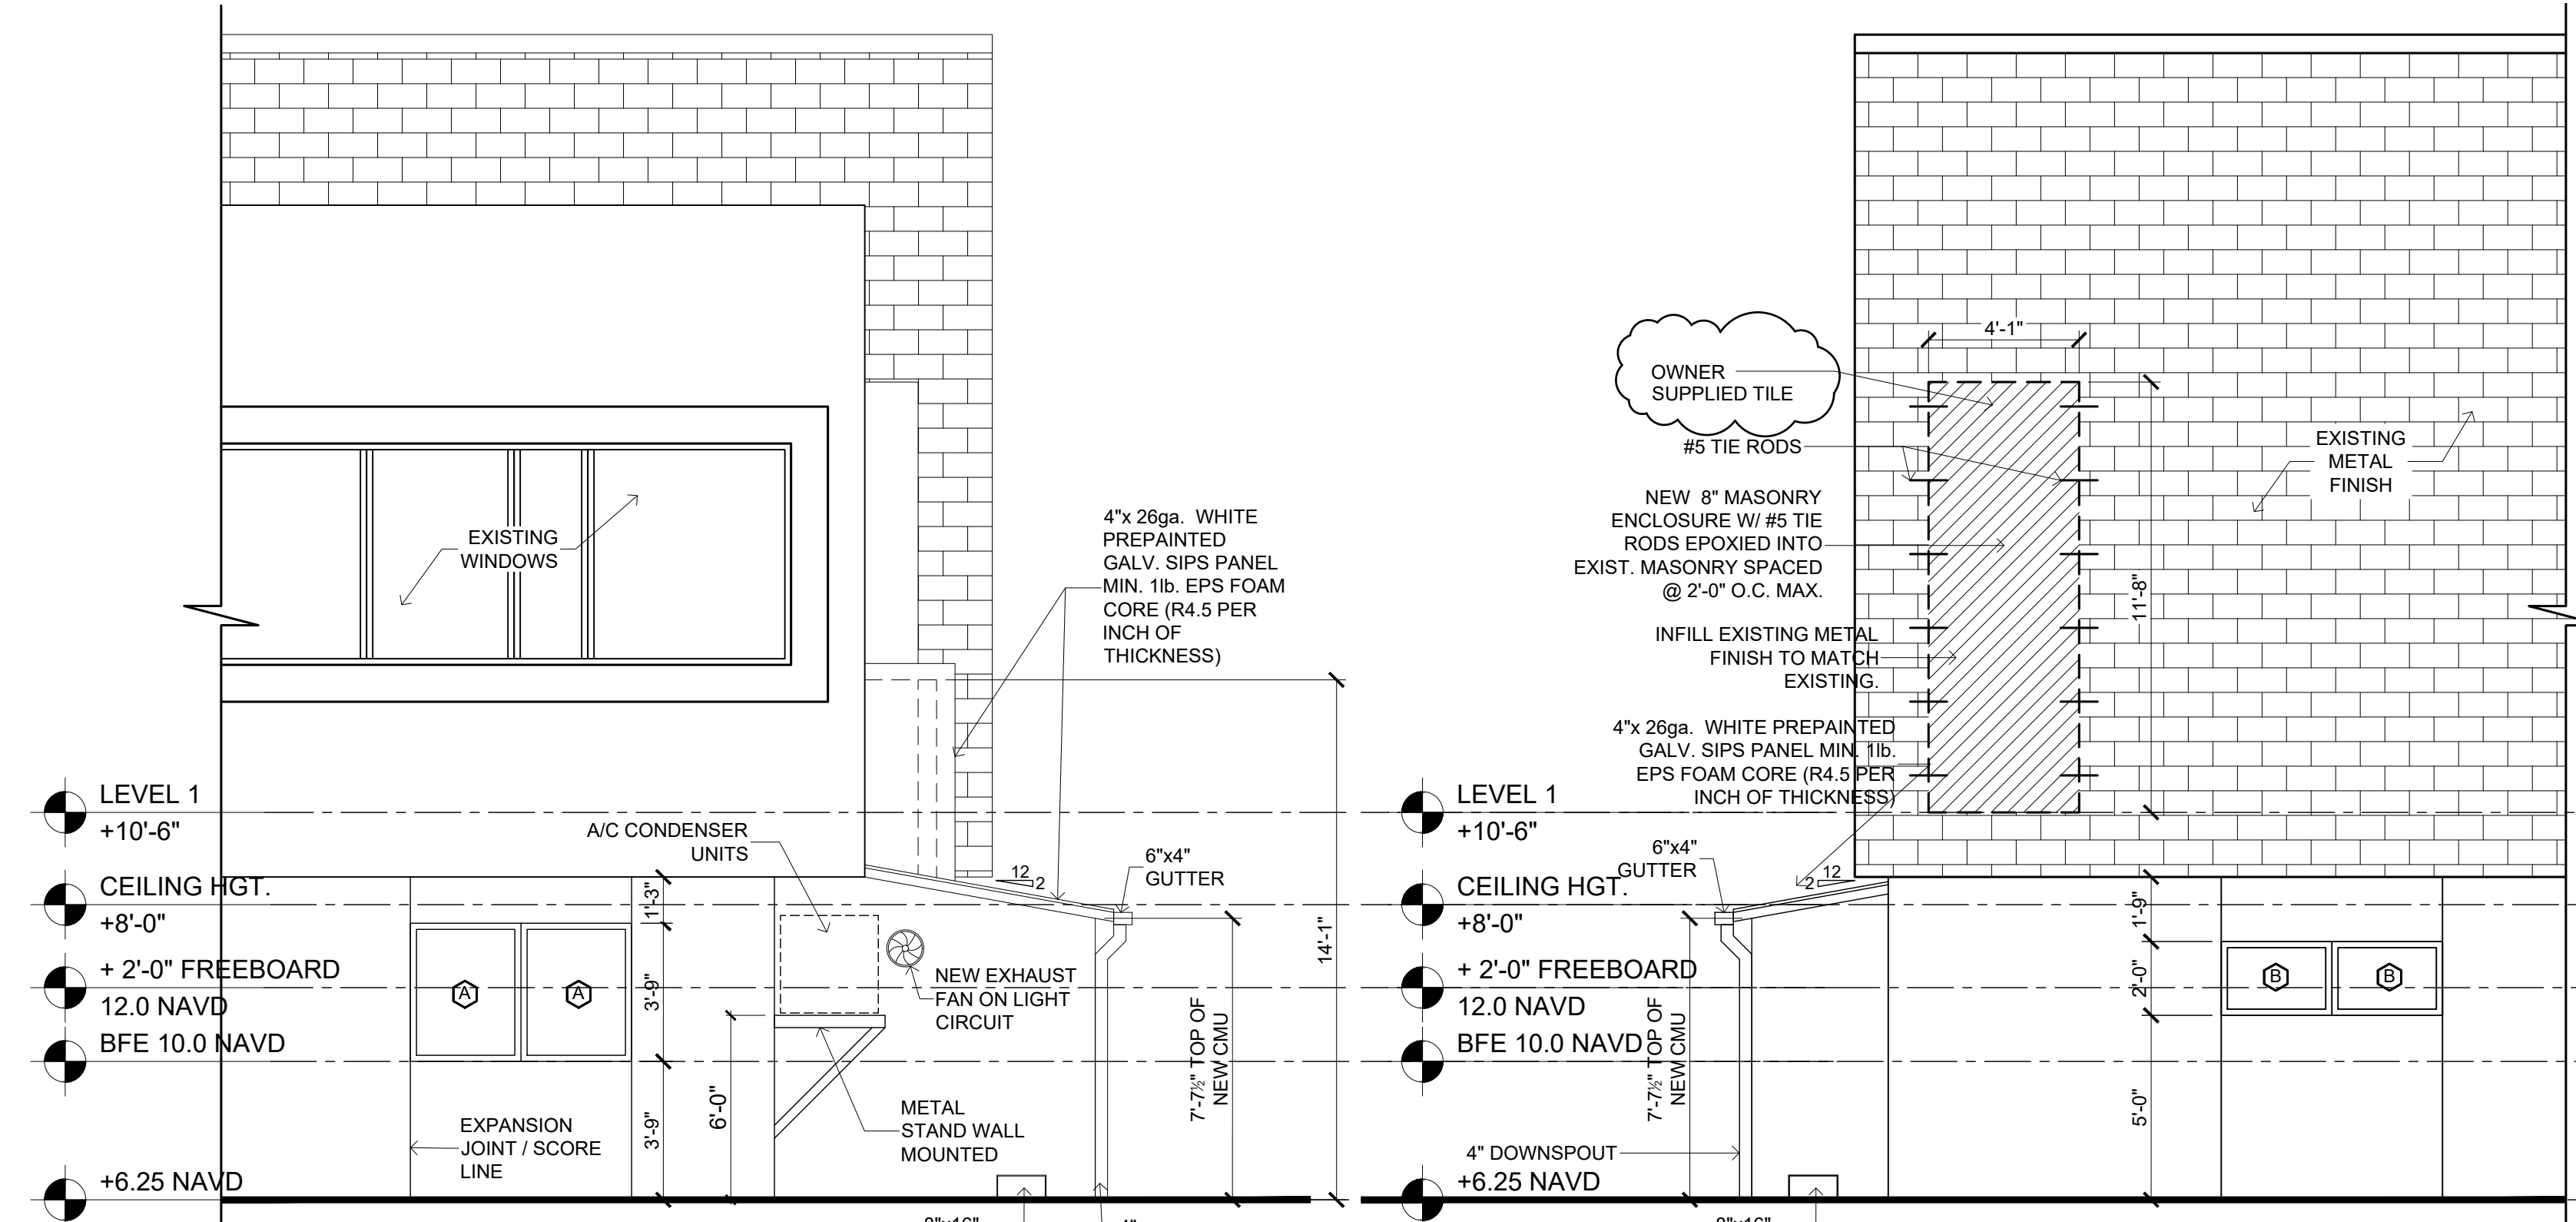 EXISTING
WINDOWS
4"x 26ga. WHITE
PREPAINTED
GALV. SIPS PANEL
MIN. 1lb. EPS FOAM
CORE (R4.5 PER
INCH OF
THICKNESS)
LEVEL 1
+10'-6"
CEILING HGT.
+8'-0"
+ 2'-0" FREEBOARD
12.0 NAVD
BFE 10.0 NAVD
+6.25 NAVD
A/C CONDENSER
UNITS
12
2
6"x4"
GUTTER
1'-3"
3'-9"
3'-9"
A
A
6'-0"
NEW EXHAUST
FAN ON LIGHT
CIRCUIT
METAL
STAND WALL
MOUNTED
EXPANSION
JOINT / SCORE
LINE
7'-7½" TOP OF
NEW CMU
14'-1"
8"x16"
4"
4'-1"
OWNER
SUPPLIED TILE
#5 TIE RODS
NEW 8" MASONRY
ENCLOSURE W/ #5 TIE
RODS EPOXIED INTO
EXIST. MASONRY SPACED
@ 2'-0" O.C. MAX.
INFILL EXISTING METAL
FINISH TO MATCH
EXISTING.
4"x 26ga. WHITE PREPAINTED
GALV. SIPS PANEL MIN. 1lb.
EPS FOAM CORE (R4.5 PER
INCH OF THICKNESS)
EXISTING
METAL
FINISH
11'-8"
LEVEL 1
+10'-6"
CEILING HGT.
+8'-0"
+ 2'-0" FREEBOARD
12.0 NAVD
BFE 10.0 NAVD
+6.25 NAVD
6"x4"
GUTTER
12
2
7'-7½" TOP OF
NEW CMU
4" DOWNSPOUT
1'-9"
2'-0"
5'-0"
B
B
8"x16"